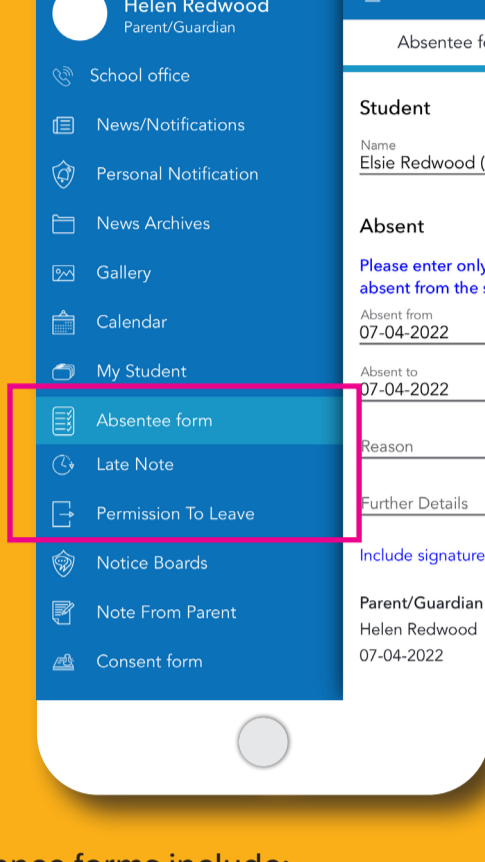 Helen Redwood
Parent/Guardian
School office
News/Notifications
Personal Notification
News Archives
Gallery
Calendar
My Student
Absentee form
Late Note
Permission To Leave
Notice Boards
Note From Parent
Consent form
Absentee
Student
Name
Elsie Redwood (
Absent
Please enter only
absent from the
Absent from
07-04-2022
Absent to
07-04-2022
Reason
Further Details
Include signature
Parent/Guardian
Helen Redwood
07-04-2022
forms include: